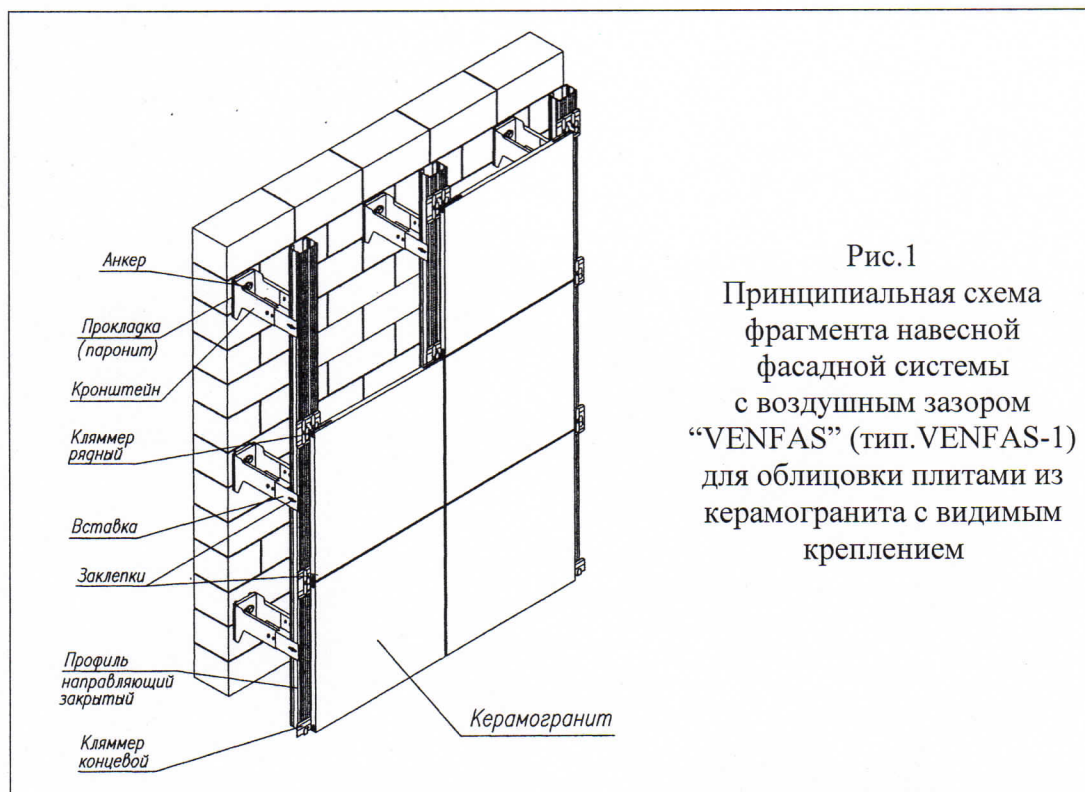 Анкер
Прокладка
(паронит)
Кронштейн
Кляммер
рядный
Вставка
Заклепки
Профиль
направляющий
закрытый
Кляммер
концевой
Керамогранит
Рис.1
Принципиальная схема
фрагмента навесной
фасадной системы
с воздушным зазором
“VENFAS” (тип.VENFAS-1)
для облицовки плитами из
керамогранита с видимым
креплением